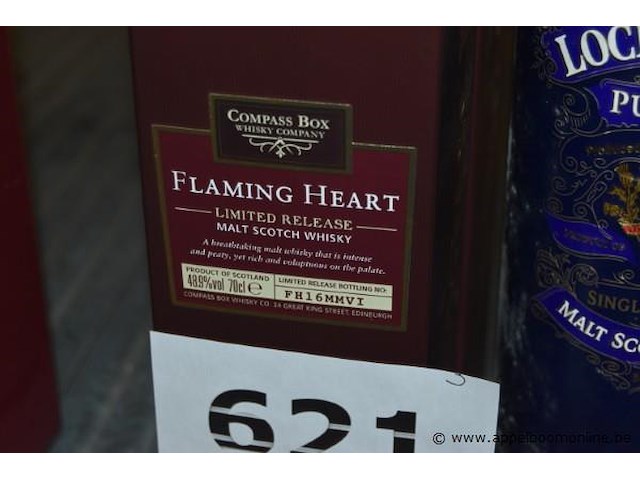 COMPASS BOX
WHISKY COMPANY
FLAMING HEART
LIMITED RELEASE
MALT SCOTCH WHISKY
A breathtaking malt whisky that is intense
and peaty, yet rich and voluptuous on the palate.
PRODUCT OF SCOTLAND
48.9%vol 70cl e
LIMITED RELEASE BOTTLING NO:
FH16MMVI
COMPASS BOX WHISKY CO. 24 GREAT KING STREET, EDINBURGH
621
LOC
PU
SINGL
MALT SCO
© www.appelboomonline.be